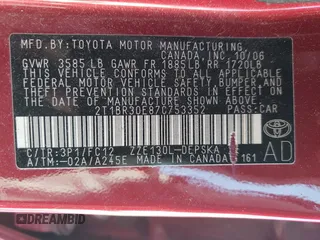 MFD. BY: TOYOTA MOTOR MANUFACTURING
CANADA, INC. 10/06
GVWR 3585 LB GAWR FR 1885LB RR 1720LB
THIS VEHICLE CONFORMS TO ALL APPLICABLE
FEDERAL MOTOR VEHICLE SAFETY, BUMPER, AND
THEFT PREVENTION STANDARDS IN EFFECT ON
THE DATE OF MANUFACTURE SHOWN ABOVE.
2T1BR30E87C753352
PASS.CAR
C/TR:3P1/FC12 ZZE130L-DEPSKA
A/TM:-02A/A245E MADE IN CANADA 161
AD